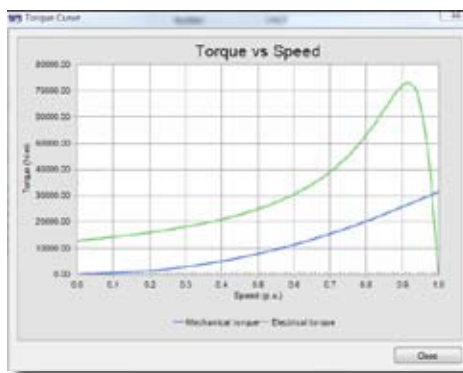 Torque Curve
Torque vs Speed
80000.00
70000.00
60000.00
50000.00
40000.00
30000.00
20000.00
10000.00
0.00
Torque (N·m)
0.0 0.1 0.2 0.3 0.4 0.5 0.6 0.7 0.8 0.9 1.0
Speed (p.u.)
Mechanical torque Electrical torque
Close